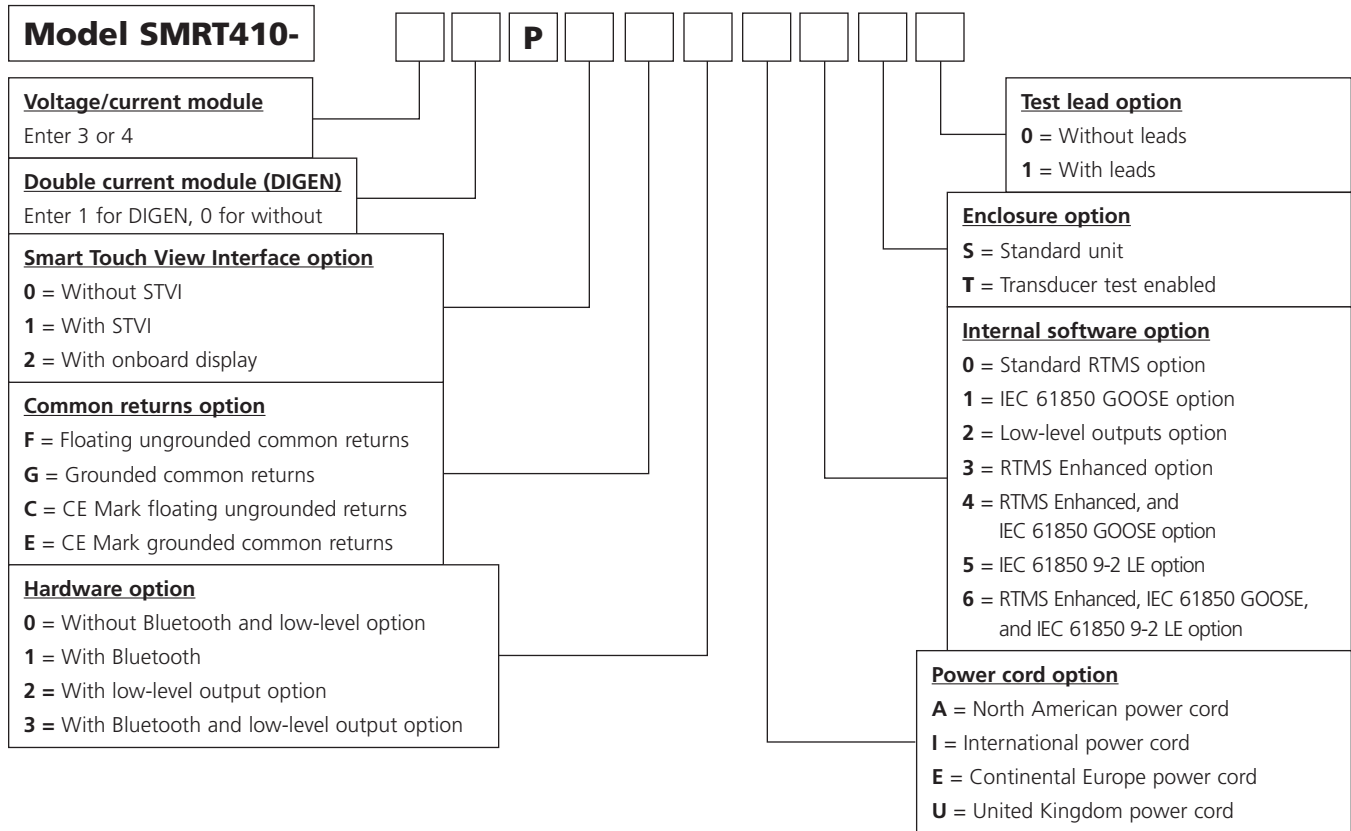 Model SMRT410-
P
Voltage/current module
Enter 3 or 4
Double current module (DIGEN)
Enter 1 for DIGEN, 0 for without
Smart Touch View Interface option
0 = Without STVI
1 = With STVI
2 = With onboard display
Common returns option
F = Floating ungrounded common returns
G = Grounded common returns
C = CE Mark floating ungrounded returns
E = CE Mark grounded common returns
Hardware option
0 = Without Bluetooth and low-level option
1 = With Bluetooth
2 = With low-level output option
3 = With Bluetooth and low-level output option
Test lead option
0 = Without leads
1 = With leads
Enclosure option
S = Standard unit
T = Transducer test enabled
Internal software option
0 = Standard RTMS option
1 = IEC 61850 GOOSE option
2 = Low-level outputs option
3 = RTMS Enhanced option
4 = RTMS Enhanced, and
IEC 61850 GOOSE option
5 = IEC 61850 9-2 LE option
6 = RTMS Enhanced, IEC 61850 GOOSE,
and IEC 61850 9-2 LE option
Power cord option
A = North American power cord
I = International power cord
E = Continental Europe power cord
U = United Kingdom power cord